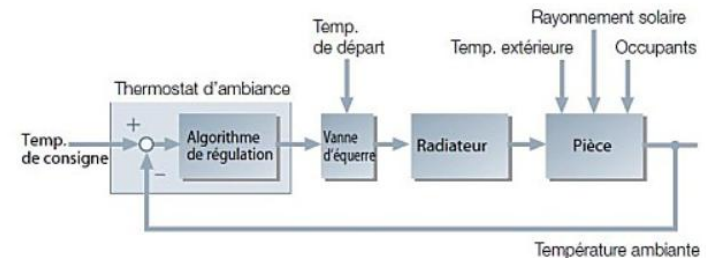 Rayonnement solaire
Temp.
de départ
Temp. extérieure
Occupants
Thermostat d'ambiance
+
Temp.
de consigne
Algorithme
de régulation
Vanne
d'équerre
Radiateur
Pièce
–
Température ambiante